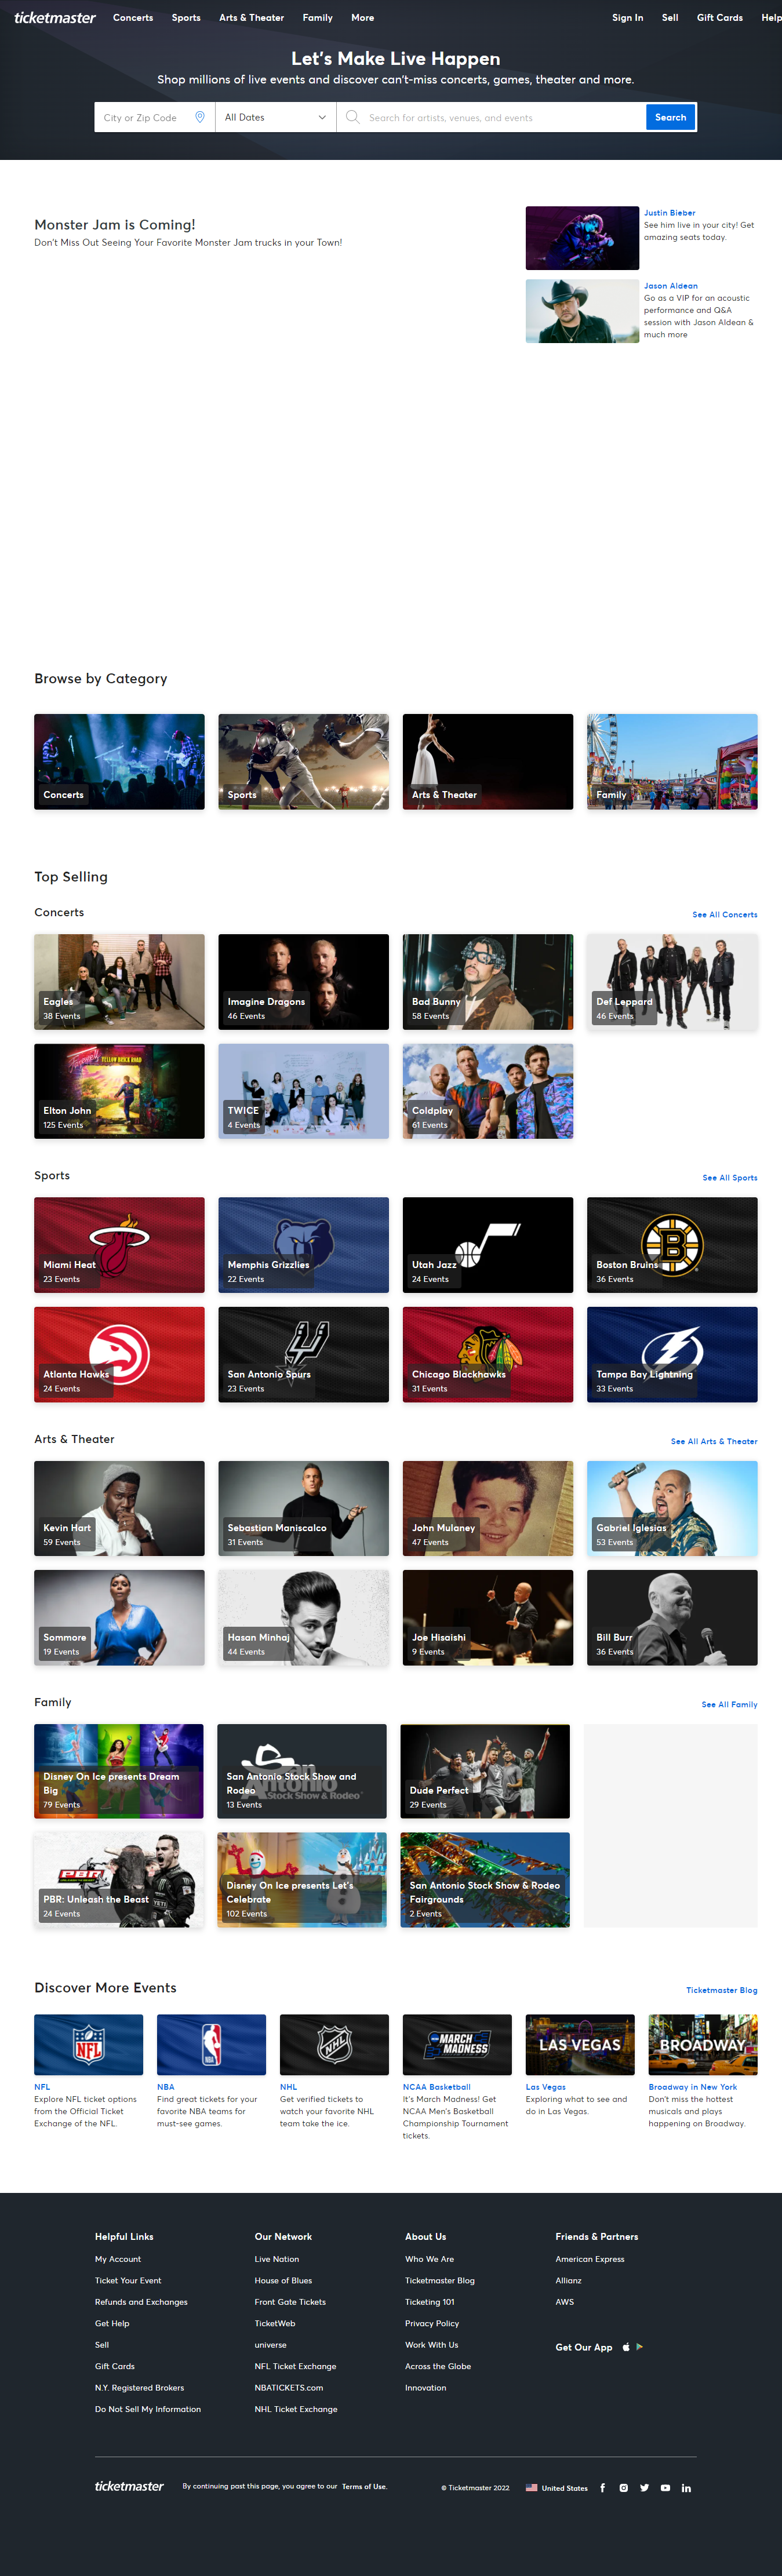 ticketmaster Concerts Sports Arts & Theater Family More Sign In Sell Gift Cards Help
Let's Make Live Happen
Shop millions of live events and discover can't-miss concerts, games, theater and more.
City or Zip Code All Dates Search for artists, venues, and events Search
Monster Jam is Coming!
Don't Miss Out Seeing Your Favorite Monster Jam trucks in your Town!
Justin Bieber
See him live in your city! Get
amazing seats today.
Jason Aldean
Go as a VIP for an acoustic
performance and Q&A
session with Jason Aldean &
much more
Browse by Category
Concerts Sports Arts & Theater Family
Top Selling
Concerts See All Concerts
Eagles Imagine Dragons Bad Bunny Def Leppard
38 Events 46 Events 58 Events 46 Events
YELLOW BRICK ROAD
Elton John TWICE Coldplay
125 Events 4 Events 61 Events
Sports See All Sports
B
Miami Heat Memphis Grizzlies Utah Jazz Boston Bruins
23 Events 22 Events 24 Events 36 Events
Atlanta Hawks San Antonio Spurs Chicago Blackhawks Tampa Bay Lightning
24 Events 23 Events 31 Events 33 Events
Arts & Theater See All Arts & Theater
Kevin Hart Sebastian Maniscalco John Mulaney Gabriel Iglesias
59 Events 31 Events 47 Events 53 Events
Sommore Hasan Minhaj Joe Hisaishi Bill Burr
19 Events 44 Events 9 Events 36 Events
Family See All Family
Disney On Ice presents Dream
Big
79 Events
San Antonio
Stock Show & Rodeo
San Antonio Stock Show and
Rodeo
13 Events
Dude Perfect
29 Events
PBR
PBR: Unleash the Beast
24 Events
Disney On Ice presents Let's
Celebrate
102 Events
San Antonio Stock Show & Rodeo
Fairgrounds
2 Events
Discover More Events Ticketmaster Blog
NFL NBA NHL MARCH MADNESS LAS VEGAS BROADWAY
NFL
Explore NFL ticket options
from the Official Ticket
Exchange of the NFL.
NBA
Find great tickets for your
favorite NBA teams for
must-see games.
NHL
Get verified tickets to
watch your favorite NHL
team take the ice.
NCAA Basketball
It's March Madness! Get
NCAA Men's Basketball
Championship Tournament
tickets.
Las Vegas
Exploring what to see and
do in Las Vegas.
Broadway in New York
Don't miss the hottest
musicals and plays
happening on Broadway.
Helpful Links
My Account
Ticket Your Event
Refunds and Exchanges
Get Help
Sell
Gift Cards
N.Y. Registered Brokers
Do Not Sell My Information
Our Network
Live Nation
House of Blues
Front Gate Tickets
TicketWeb
universe
NFL Ticket Exchange
NBATICKETS.com
NHL Ticket Exchange
About Us
Who We Are
Ticketmaster Blog
Ticketing 101
Privacy Policy
Work With Us
Across the Globe
Innovation
Friends & Partners
American Express
Allianz
AWS
Get Our App
ticketmaster By continuing past this page, you agree to our Terms of Use. © Ticketmaster 2022 United States